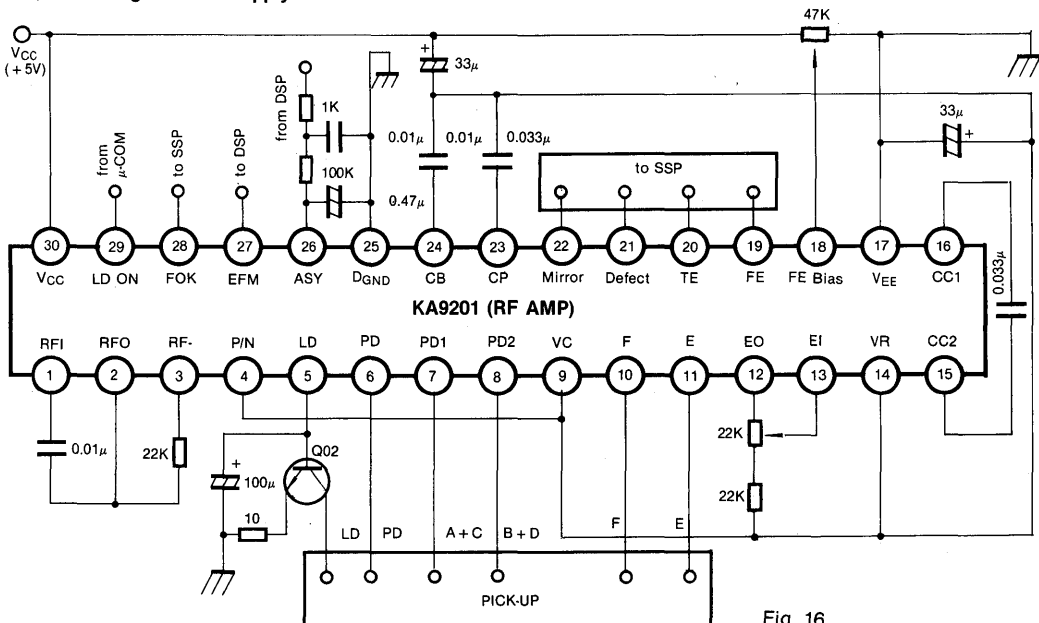 47K
VCC
(+5V)
+
33μ
from DSP
1K
100K
0.47μ
0.01μ
0.01μ
0.033μ
33μ
+
from
μ-COM
to SSP
to DSP
to SSP
30 29 28 27 26 25 24 23 22 21 20 19 18 17 16
VCC LD ON FOK EFM ASY DGND CB CP Mirror Defect TE FE FE Bias VEE CC1
0.033μ
KA9201 (RF AMP)
RFI RFO RF- P/N LD PD PD1 PD2 VC F E EO EI VR CC2
1 2 3 4 5 6 7 8 9 10 11 12 13 14 15
0.01μ
22K
+
100μ
Q02
10
22K
22K
LD PD A+C B+D F E
PICK-UP
Fig. 16